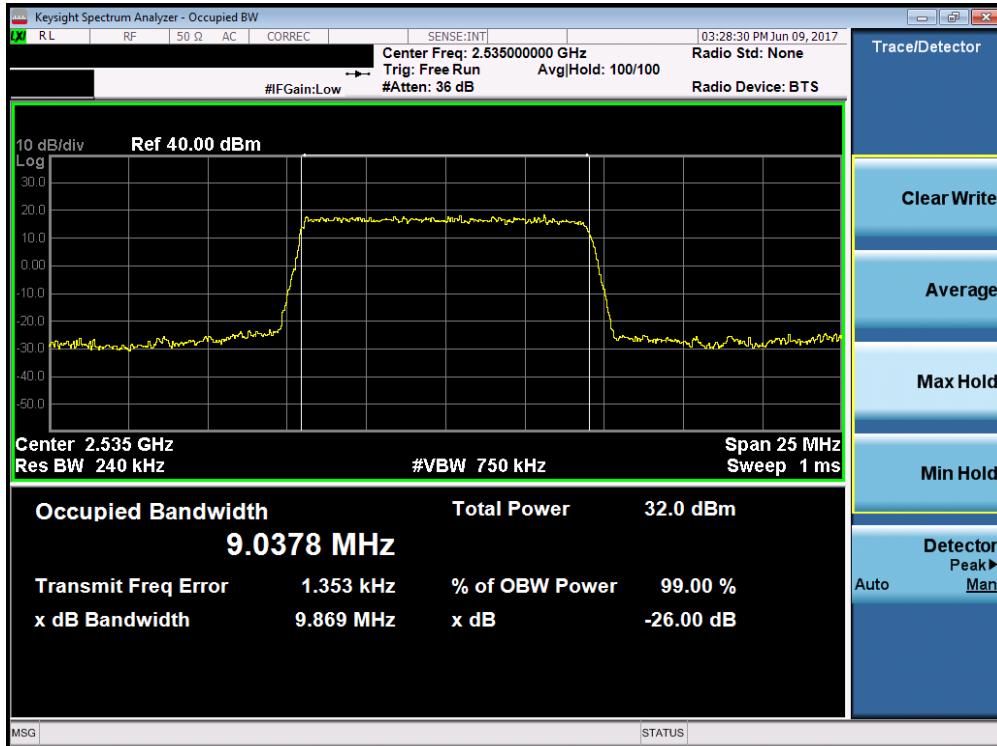 Keysight Spectrum Analyzer - Occupied BW
LXI RL RF 50 Ω AC CORREC SENSE:INT 03:28:30 PM Jun 09, 2017
Center Freq: 2.535000000 GHz Radio Std: None
Trig: Free Run Avg|Hold: 100/100
#IFGain:Low #Atten: 36 dB Radio Device: BTS
10 dB/div Ref 40.00 dBm
Log
30.0
20.0
10.0
0.00
-10.0
-20.0
-30.0
-40.0
-50.0
Center 2.535 GHz Span 25 MHz
Res BW 240 kHz #VBW 750 kHz Sweep 1 ms
Occupied Bandwidth Total Power 32.0 dBm
9.0378 MHz
Transmit Freq Error 1.353 kHz % of OBW Power 99.00 %
x dB Bandwidth 9.869 MHz x dB -26.00 dB
MSG STATUS
Trace/Detector
Clear Write
Average
Max Hold
Min Hold
Detector
Peak▶
Auto Man